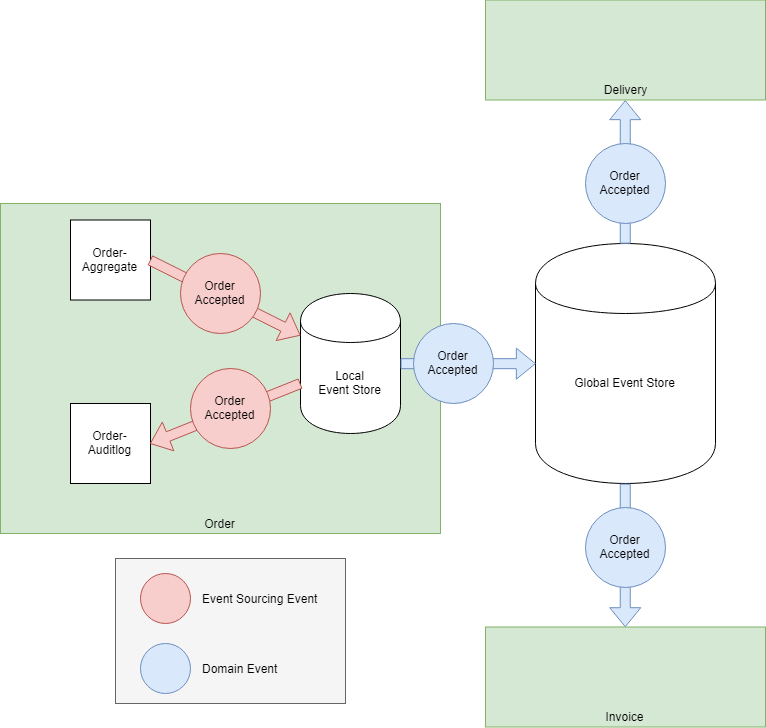 Delivery
Order
Accepted
Order-
Aggregate
Order
Accepted
Local
Event Store
Order
Accepted
Global Event Store
Order
Accepted
Order-
Auditlog
Order
Order
Accepted
Event Sourcing Event
Domain Event
Invoice